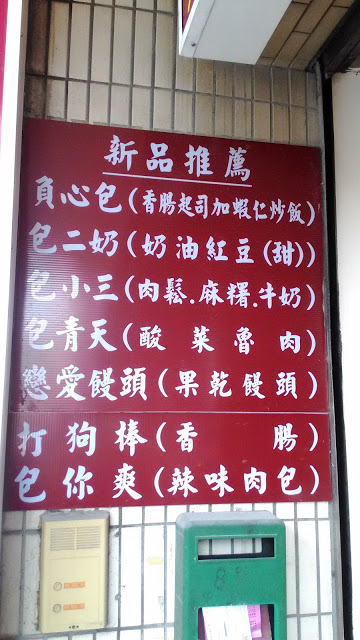 新品推薦
負心包(香腸起司加蝦仁炒飯)
包二奶(奶油紅豆(甜))
包小三(肉鬆.麻糬.牛奶)
包青天(酸菜魯肉)
戀愛饅頭(果乾饅頭)
打狗棒(香腸)
包你爽(辣味肉包)